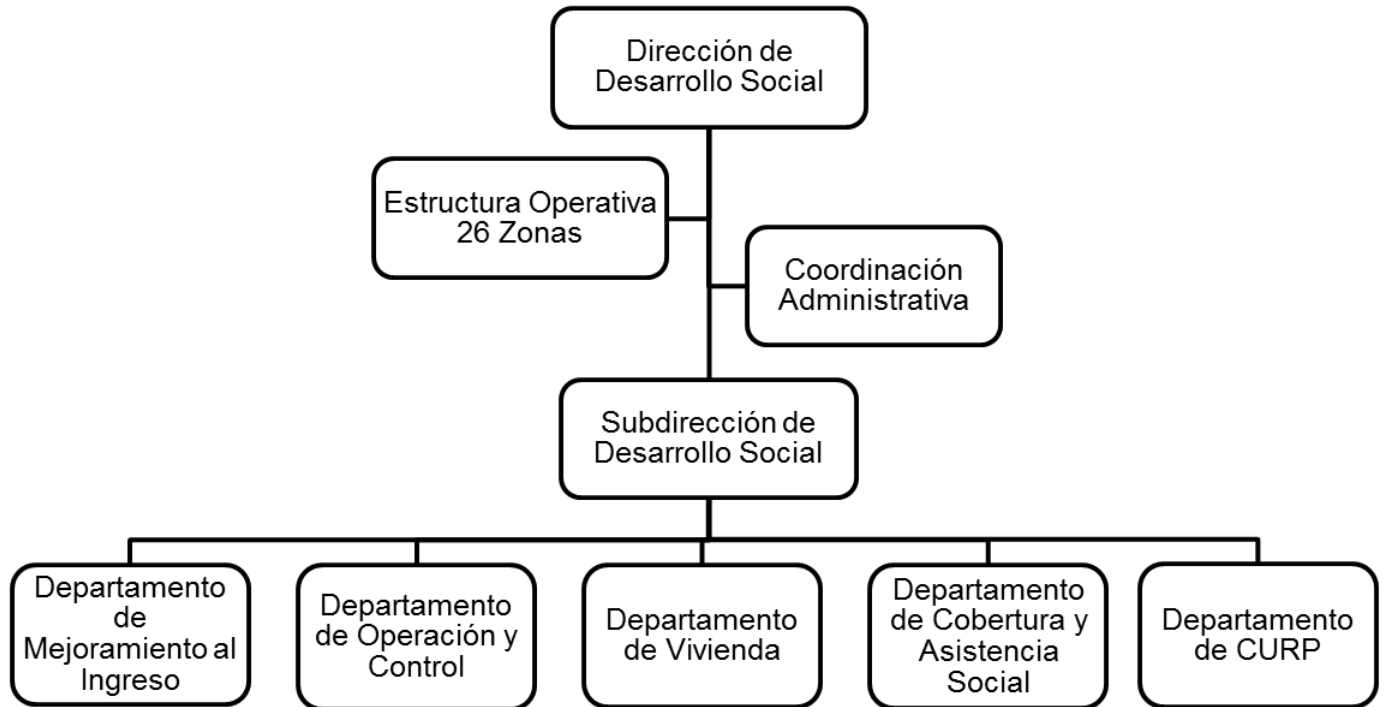 Dirección de
Desarrollo Social
Estructura Operativa
26 Zonas
Coordinación
Administrativa
Subdirección de
Desarrollo Social
Departamento
de
Mejoramiento al
Ingreso
Departamento
de Operación y
Control
Departamento
de Vivienda
Departamento
de Cobertura y
Asistencia
Social
Departamento
de CURP